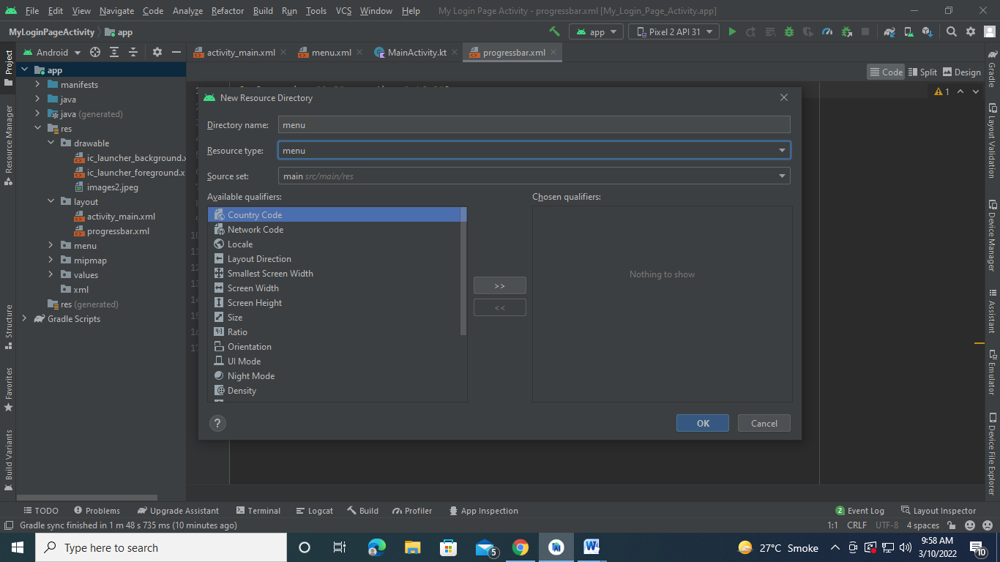 File Edit View Navigate Code Analyze Refactor Build Run Tools VCS Window Help My Login Page Activity - progressbar.xml [My_Login_Page_Activity.app]
MyLoginPageActivity app app Pixel 2 API 31
Android activity_main.xml menu.xml MainActivity.kt progressbar.xml
Code Split Design
1
Project
Resource Manager
Structure
Favorites
Build Variants
app
manifests
java
java (generated)
res
drawable
ic_launcher_background.x
ic_launcher_foreground.x
images2.jpeg
layout
activity_main.xml
progressbar.xml
menu
mipmap
values
xml
res (generated)
Gradle Scripts
New Resource Directory
Directory name: menu
Resource type: menu
Source set: main src/main/res
Available qualifiers: Chosen qualifiers:
Country Code
Network Code
Locale
Layout Direction
Smallest Screen Width
Screen Width
Screen Height
Size
Ratio
Orientation
UI Mode
Night Mode
Density
>>
<<
Nothing to show
? OK Cancel
Gradle
Layout Validation
Device Manager
Assistant
Emulator
Device File Explorer
TODO Problems Upgrade Assistant Terminal Logcat Build Profiler App Inspection 2 Event Log Layout Inspector
Gradle sync finished in 1 m 48 s 735 ms (10 minutes ago) 1:1 CRLF UTF-8 4 spaces
Type here to search 5 27°C Smoke 9:58 AM
3/10/2022
10